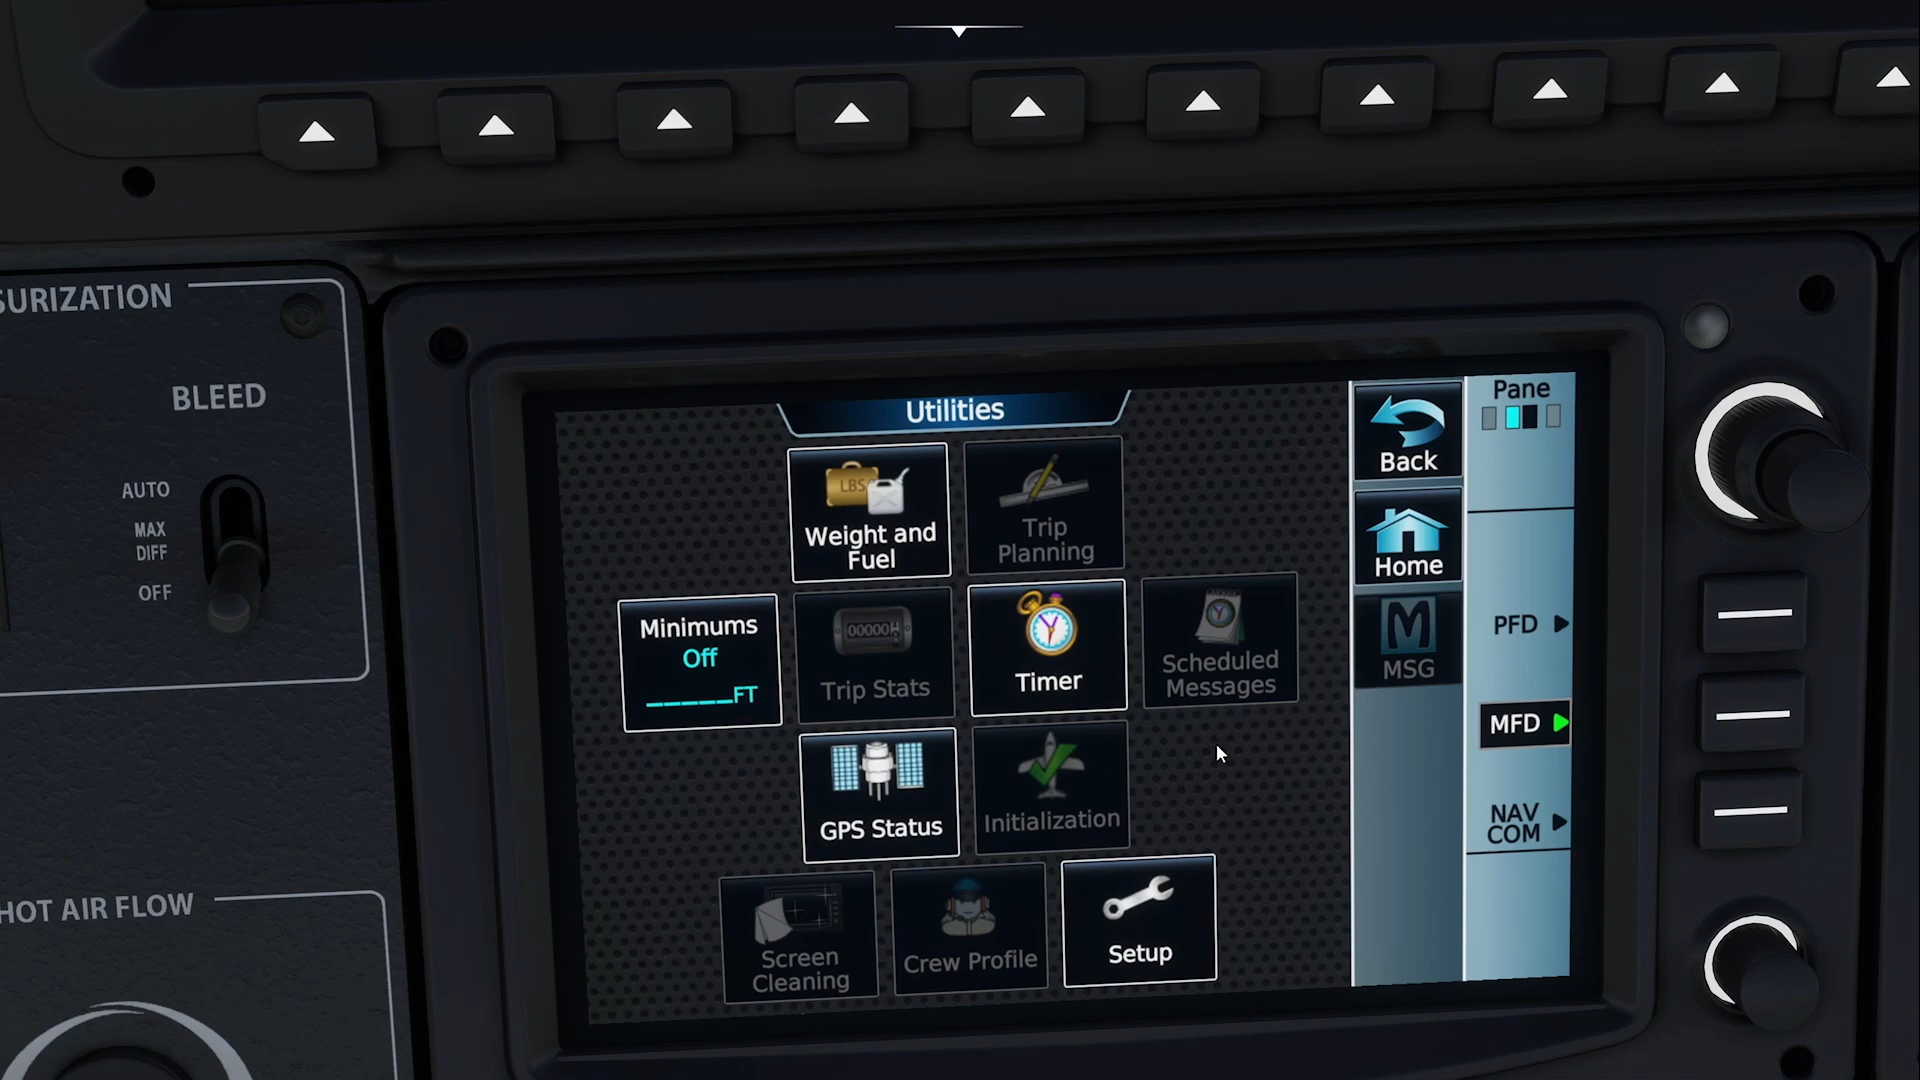 SURIZATION
BLEED
AUTO
MAX
DIFF
OFF
HOT AIR FLOW
Utilities
LBS
Weight and
Fuel
Trip
Planning
Minimums
Off
_____FT
Trip Stats
Timer
Scheduled
Messages
GPS Status
Initialization
Screen
Cleaning
Crew Profile
Setup
Back
Home
MSG
Pane
PFD
MFD
NAV
COM